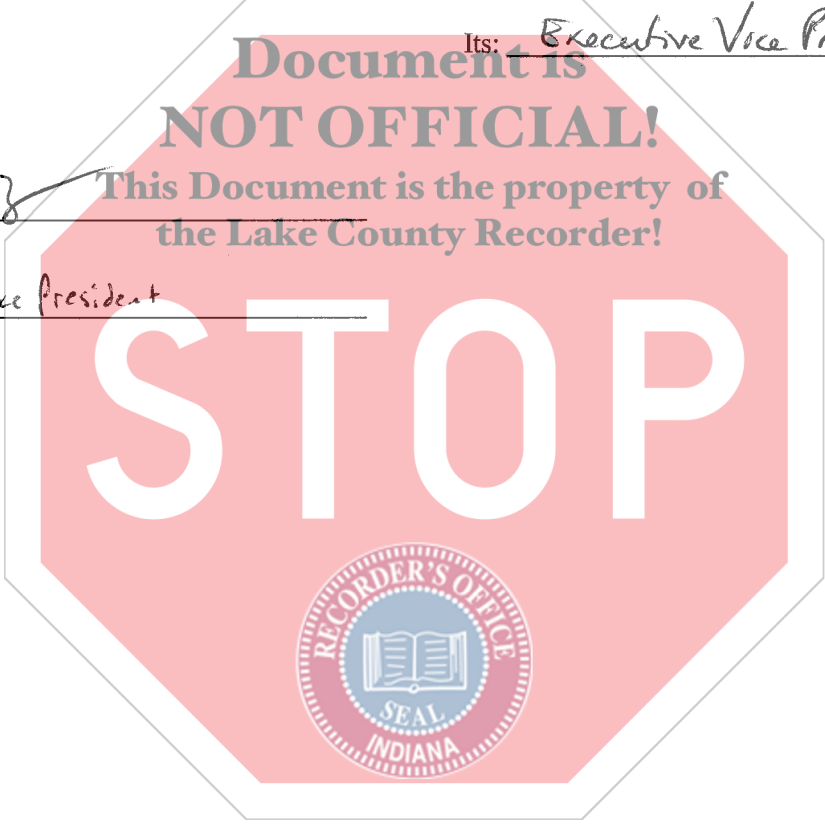 Its: Executive Vice
Document is
NOT OFFICIAL!
This Document is the property of
the Lake County Recorder!
President
STOP
RECORDER'S OFFICE
SEAL
INDIANA